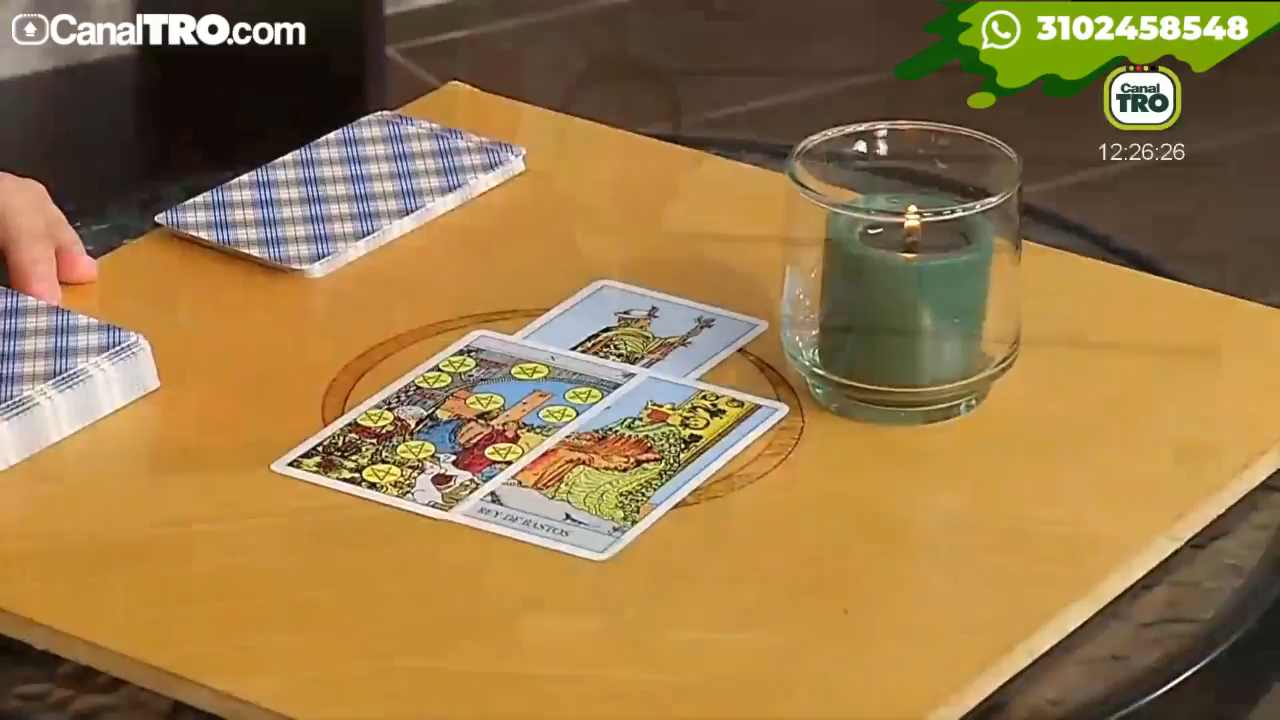 CanalTRO.com
3102458548
Canal
TRO
12:26:26
X
REY DE BASTOS